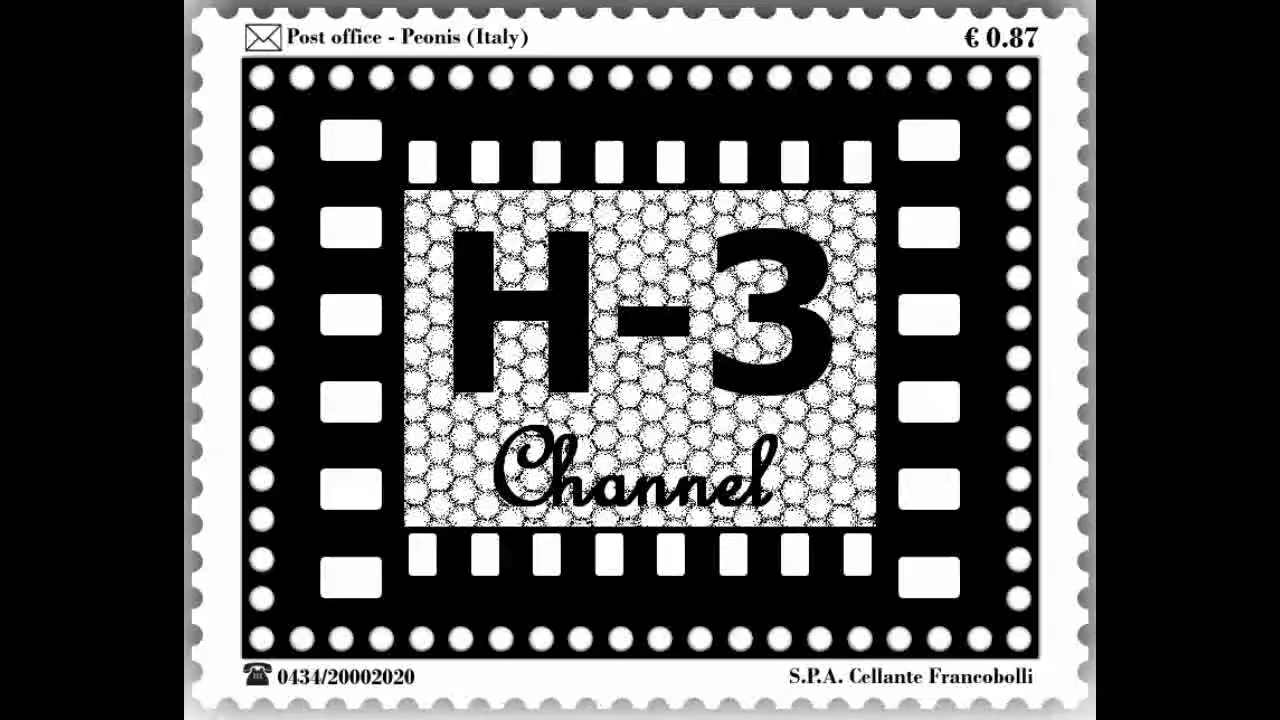 Post office - Peonis (Italy)
€ 0.87
H-3
Channel
0434/20002020
S.P.A. Cellante Francobolli